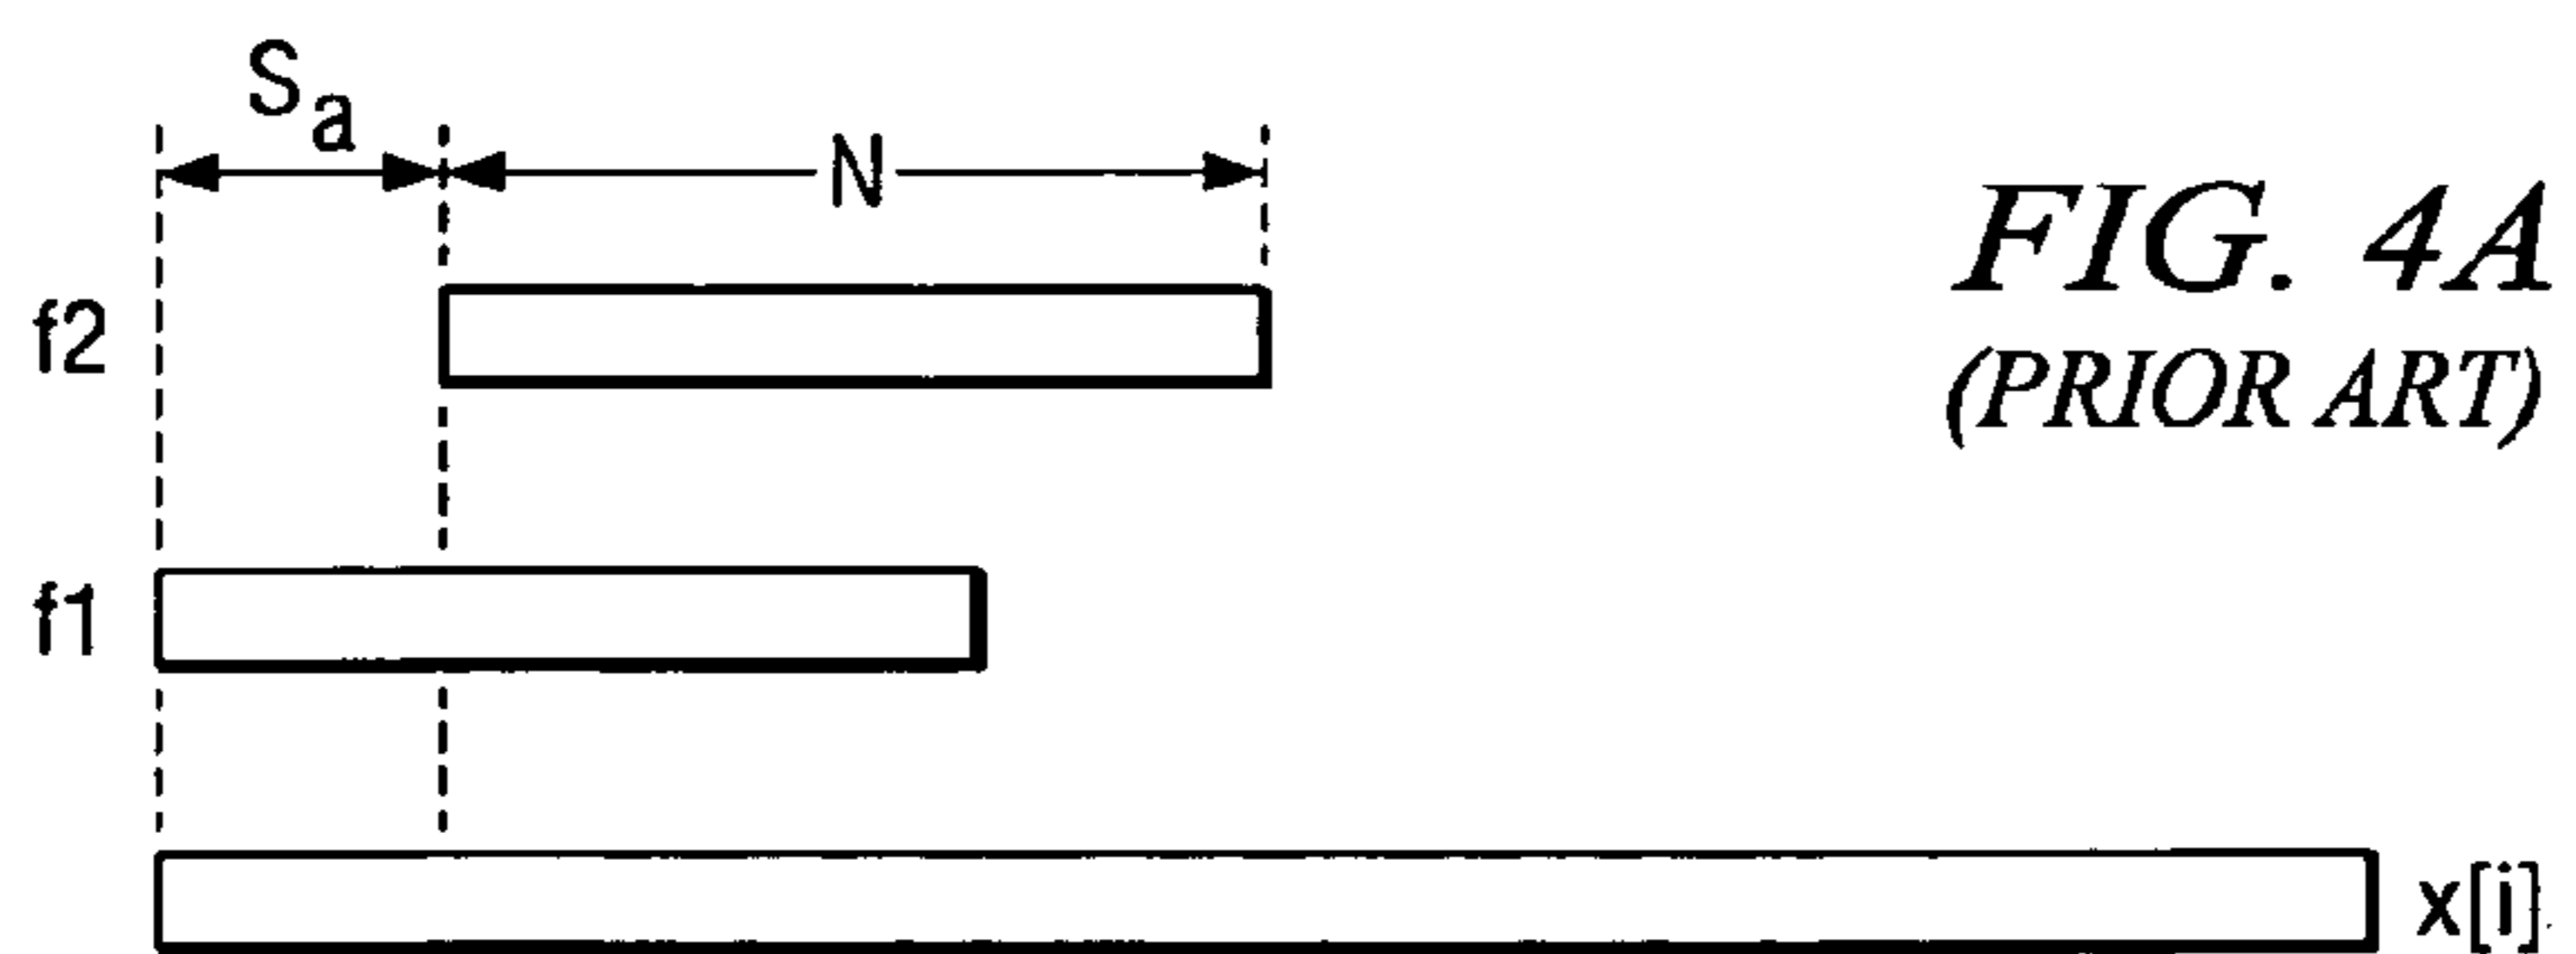 Sa
N
FIG. 4A
(PRIOR ART)
f2
f1
x[i]